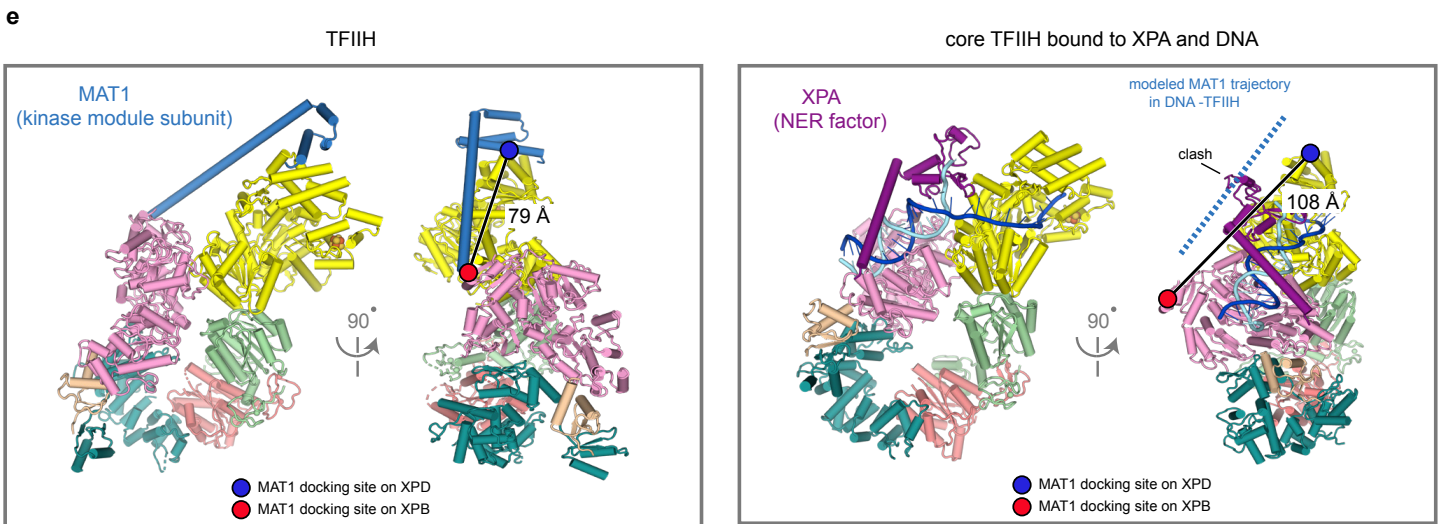 e
TFIIH
MAT1
(kinase module subunit)
79 Å
90°
MAT1 docking site on XPD
MAT1 docking site on XPB
core TFIIH bound to XPA and DNA
XPA
(NER factor)
modeled MAT1 trajectory
in DNA -TFIIH
clash
108 Å
90°
MAT1 docking site on XPD
MAT1 docking site on XPB